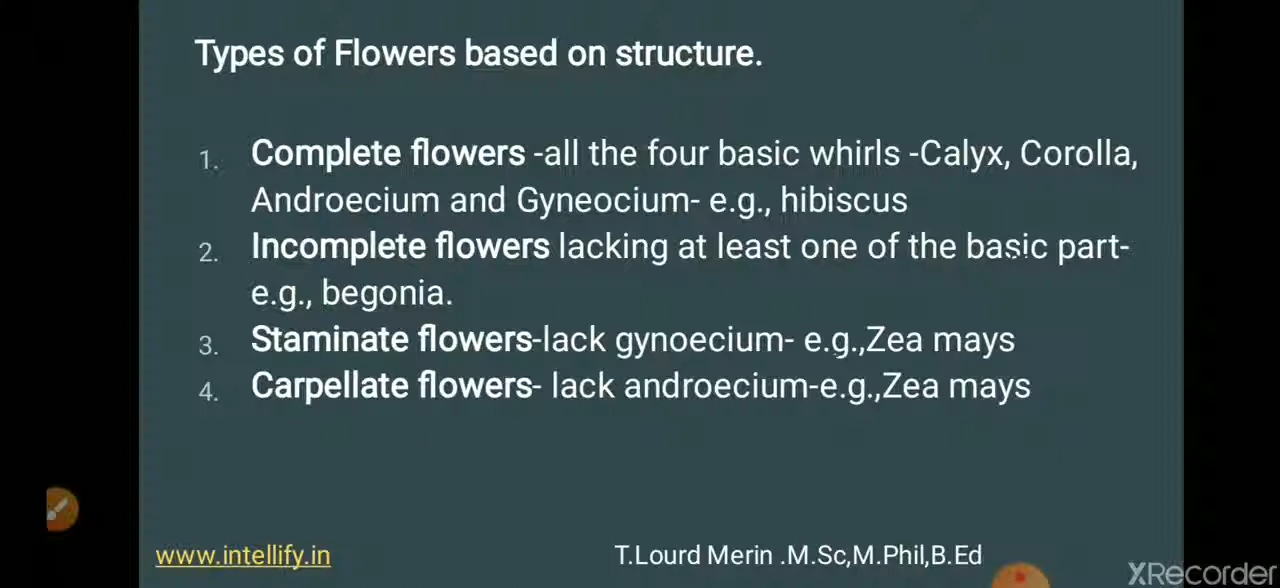 Types of Flowers based on structure.
1. Complete flowers -all the four basic whirls -Calyx, Corolla,
Androecium and Gyneocium- e.g., hibiscus
2. Incomplete flowers lacking at least one of the basic part-
e.g., begonia.
3. Staminate flowers-lack gynoecium- e.g.,Zea mays
4. Carpellate flowers- lack androecium-e.g.,Zea mays
www.intellify.in
T.Lourd Merin .M.Sc,M.Phil,B.Ed
XRecorder